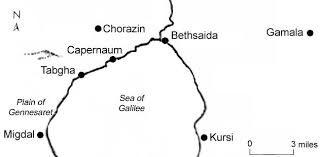 N
A
Chorazin
Bethsaida
Gamala
Capernaum
Tabgha
Plain of
Gennesaret
Sea of
Galilee
Migdal
Kursi
0 3 miles